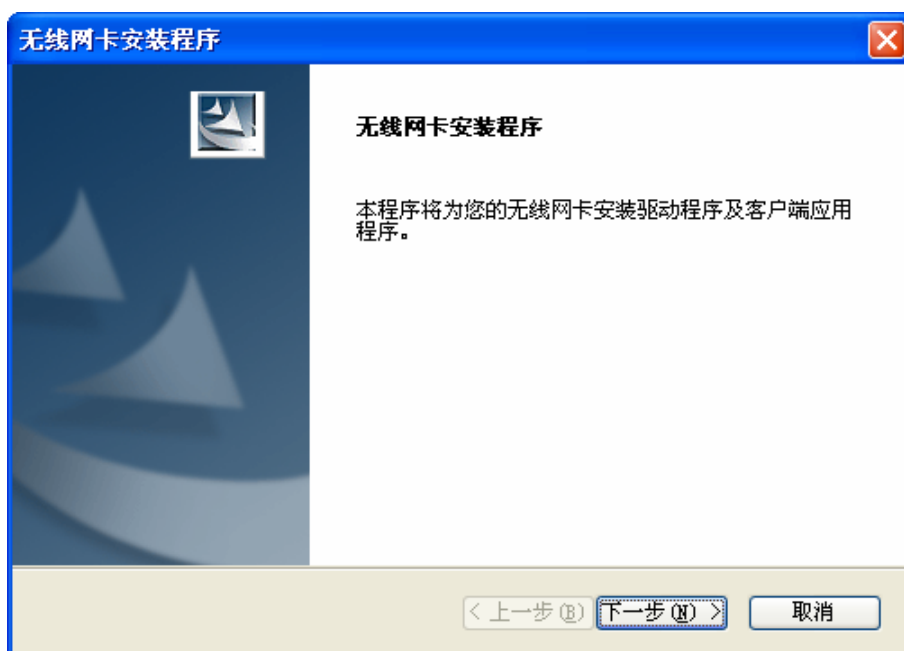 无线网卡安装程序
无线网卡安装程序
本程序将为您的无线网卡安装驱动程序及客户端应用
程序。
< 上一步(B) 下一步(N) > 取消